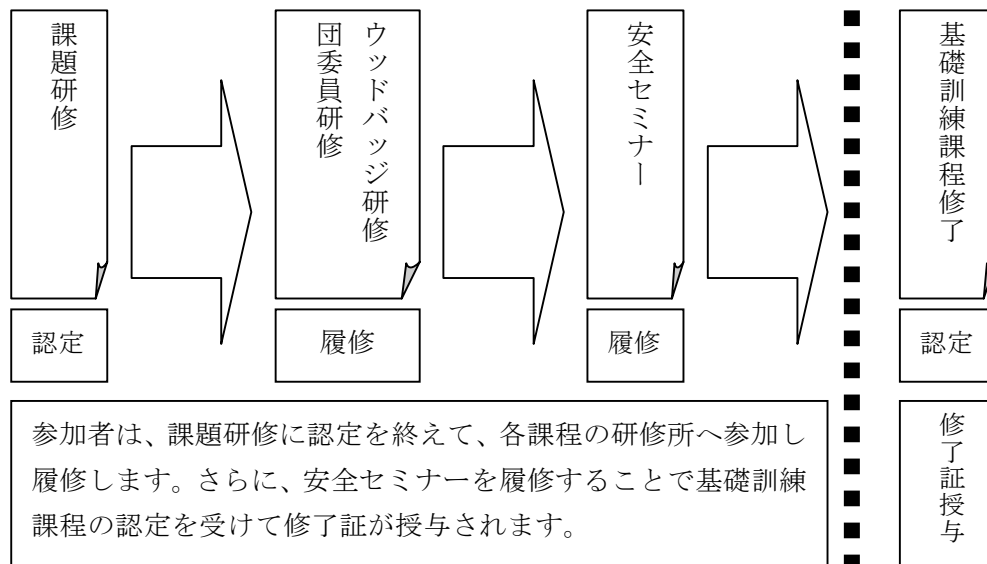 課題研修
ウッドバッジ研修
団委員研修
安全セミナー
基礎訓練課程修了
認定
履修
履修
認定
参加者は、課題研修に認定を終えて、各課程の研修所へ参加し
履修します。さらに、安全セミナーを履修することで基礎訓練
課程の認定を受けて修了証が授与されます。
修了証授与